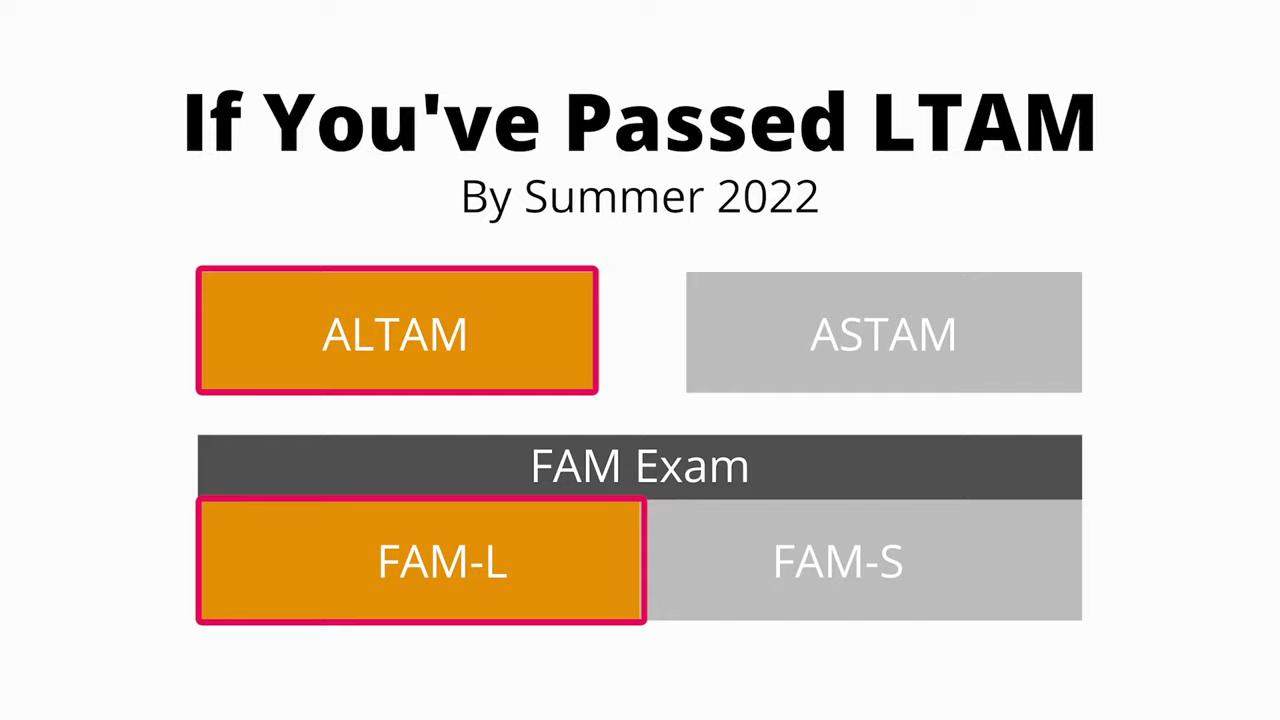 If You've Passed LTAM
By Summer 2022
ALTAM
ASTAM
FAM Exam
FAM-L
FAM-S